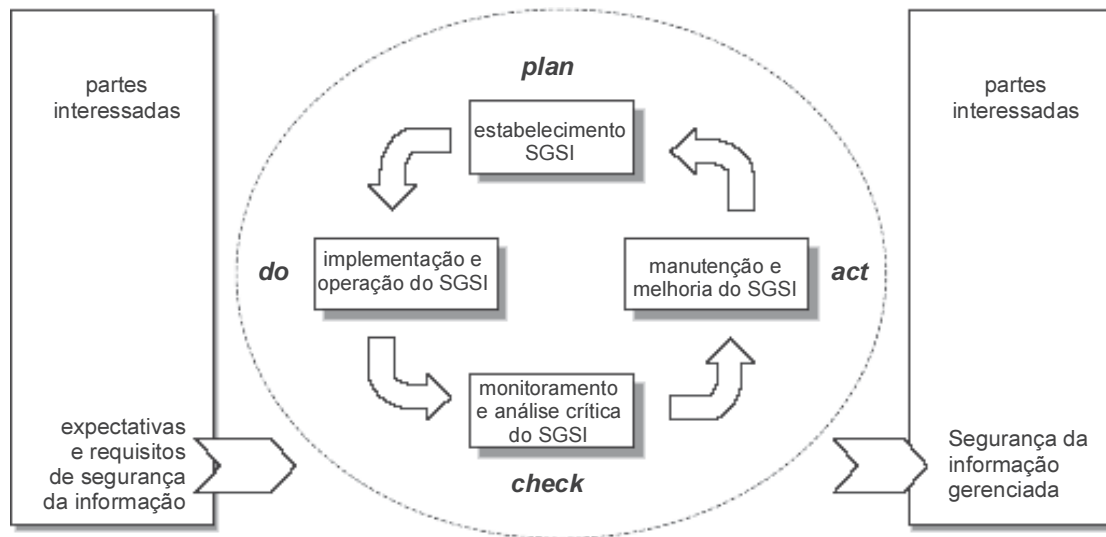 partes
interessadas
expectativas
e requisitos
de segurança
da informação
plan
estabelecimento
SGSI
do
implementação e
operação do SGSI
manutenção e
melhoria do SGSI
act
monitoramento
e análise crítica
do SGSI
check
partes
interessadas
Segurança da
informação
gerenciada